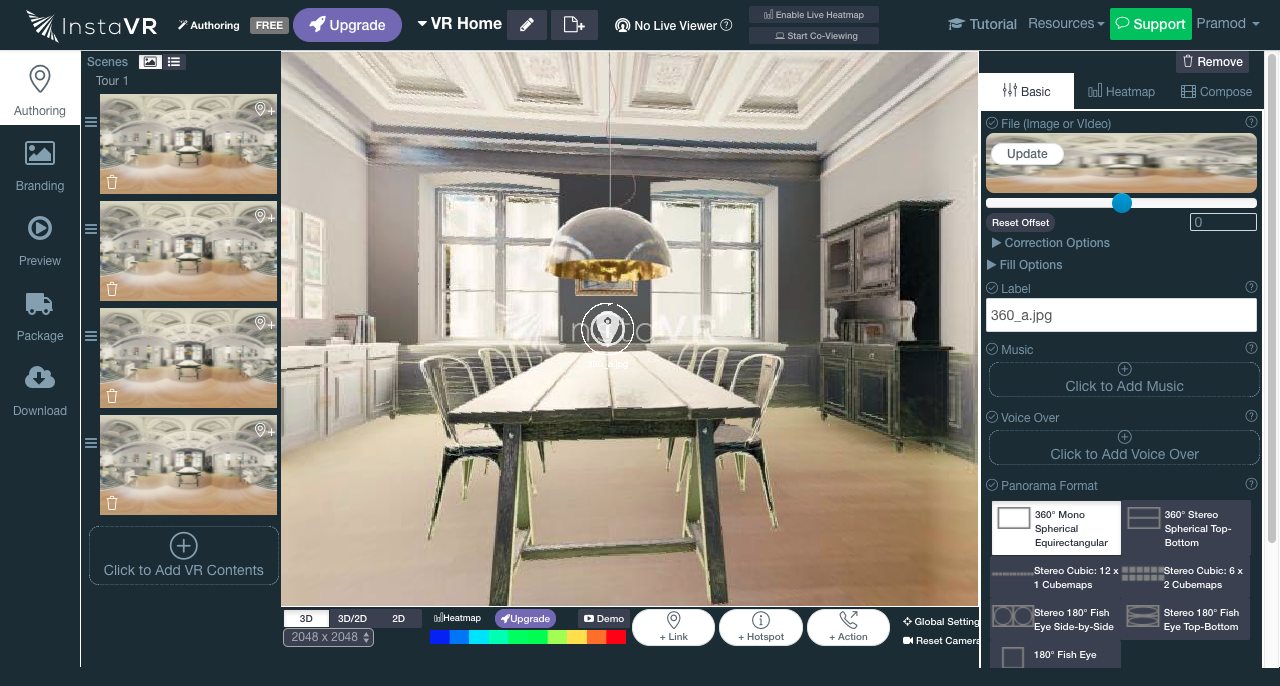 InstaVR
Authoring
FREE
Upgrade
VR Home
No Live Viewer
Enable Live Heatmap
Start Co-Viewing
Tutorial
Resources
Support
Pramod
Authoring
Branding
Preview
Package
Download
Scenes
Tour 1
Click to Add VR Contents
InstaVR
3D
3D/2D
2D
2048 x 2048
Heatmap
Upgrade
Demo
+ Link
+ Hotspot
+ Action
Global Setting
Reset Camera
Remove
Basic
Heatmap
Compose
File (Image or VIdeo)
Update
Reset Offset
0
Correction Options
Fill Options
Label
360_a.jpg
Music
Click to Add Music
Voice Over
Click to Add Voice Over
Panorama Format
360° Mono
Spherical
Equirectangular
360° Stereo
Spherical Top-
Bottom
Stereo Cubic: 12 x
1 Cubemaps
Stereo Cubic: 6 x
2 Cubemaps
Stereo 180° Fish
Eye Side-by-Side
Stereo 180° Fish
Eye Top-Bottom
180° Fish Eye